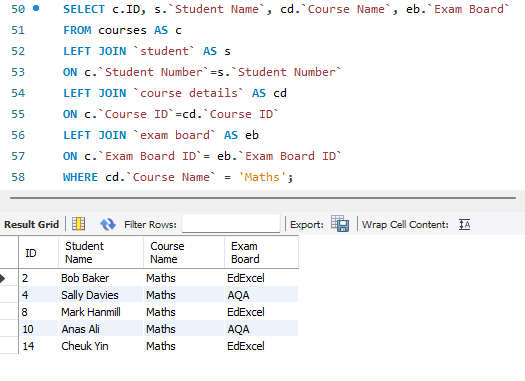 50 SELECT c.ID, s.`Student Name`, cd.`Course Name`, eb.`Exam Board`
51 FROM courses AS c
52 LEFT JOIN `student` AS s
53 ON c.`Student Number`=s.`Student Number`
54 LEFT JOIN `course details` AS cd
55 ON c.`Course ID`=cd.`Course ID`
56 LEFT JOIN `exam board` AS eb
57 ON c.`Exam Board ID`= eb.`Exam Board ID`
58 WHERE cd.`Course Name` = 'Maths';
Result Grid Filter Rows: Export: Wrap Cell Content:
ID Student Name Course Name Exam Board
2 Bob Baker Maths EdExcel
4 Sally Davies Maths AQA
8 Mark Hanmill Maths EdExcel
10 Anas Ali Maths AQA
14 Cheuk Yin Maths EdExcel